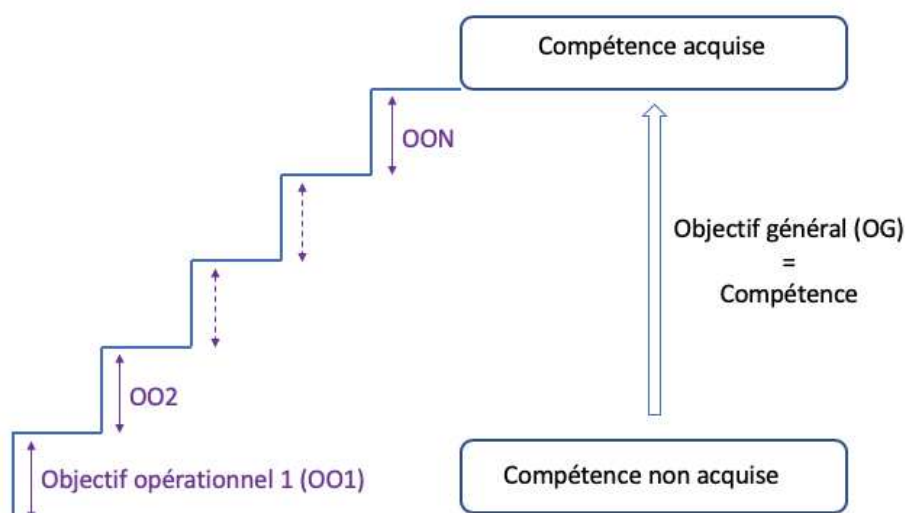 Compétence acquise
OON
Objectif général (OG)
=
Compétence
OO2
Objectif opérationnel 1 (OO1)
Compétence non acquise